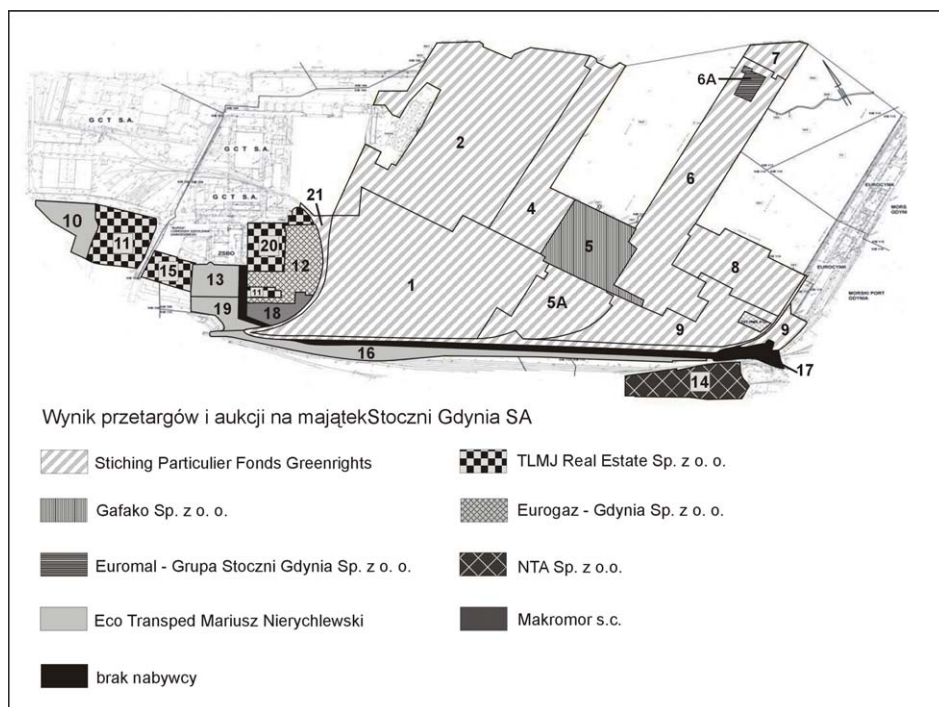 7
6A
2
G C T S.A.
6
G C T S.A.
EUROCYNK
21
4
10
11
20
5
12
8
EUROCYNK
15
ZSBO
13
1
MORSKI PORT
GDYNIA
11
5A
19
18
9
9
16
17
14
Wynik przetargów i aukcji na majątekStoczni Gdynia SA
Stiching Particulier Fonds Greenrights
TLMJ Real Estate Sp. z o. o.
Gafako Sp. z o. o.
Eurogaz - Gdynia Sp. z o. o.
Euromal - Grupa Stoczni Gdynia Sp. z o. o.
NTA Sp. z o.o.
Eco Transped Mariusz Nierychlewski
Makromor s.c.
brak nabywcy